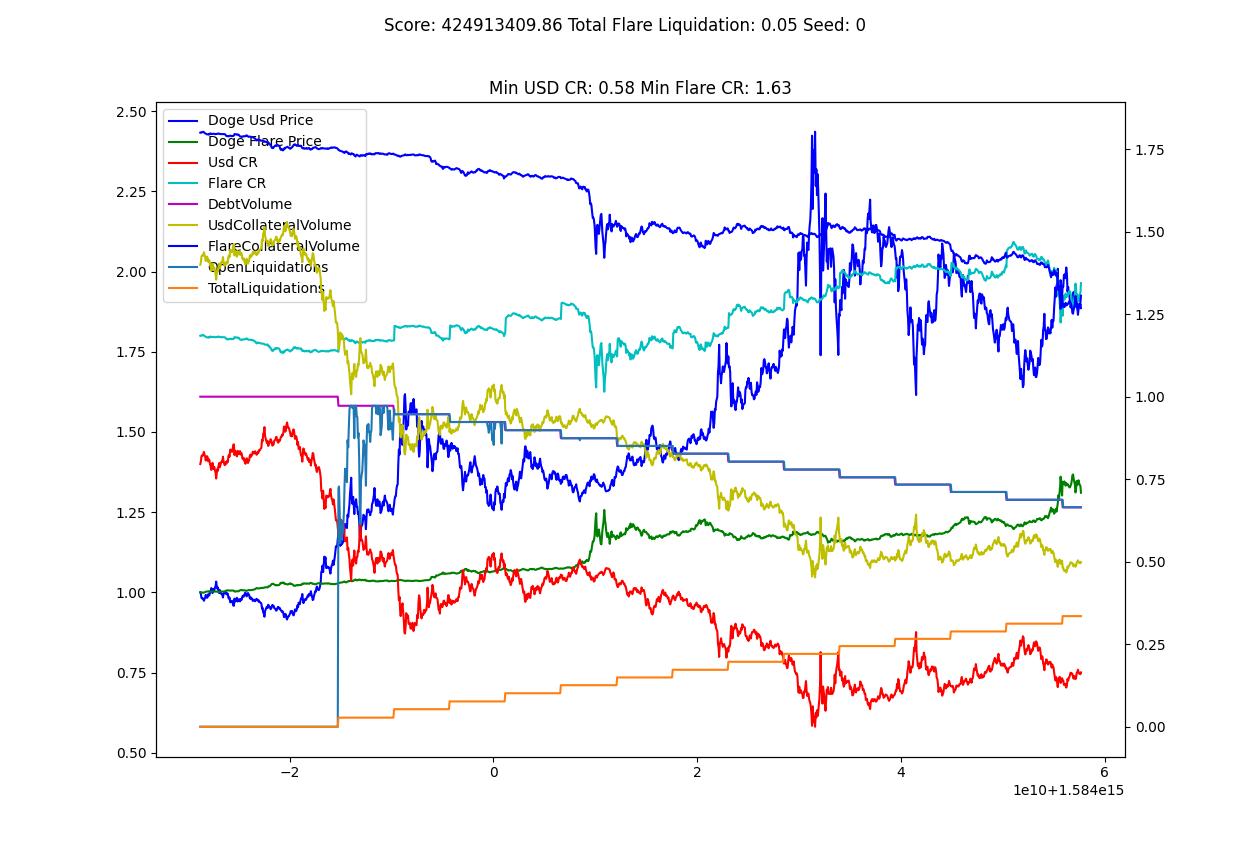 Score: 424913409.86 Total Flare Liquidation: 0.05 Seed: 0
Min USD CR: 0.58 Min Flare CR: 1.63
2.50
2.25
2.00
1.75
1.50
1.25
1.00
0.75
0.50
Doge Usd Price
Doge Flare Price
Usd CR
Flare CR
DebtVolume
UsdCollateralVolume
FlareCollateralVolume
OpenLiquidations
TotalLiquidations
1.75
1.50
1.25
1.00
0.75
0.50
0.25
0.00
−2 0 2 4 6
1e10+1.584e15